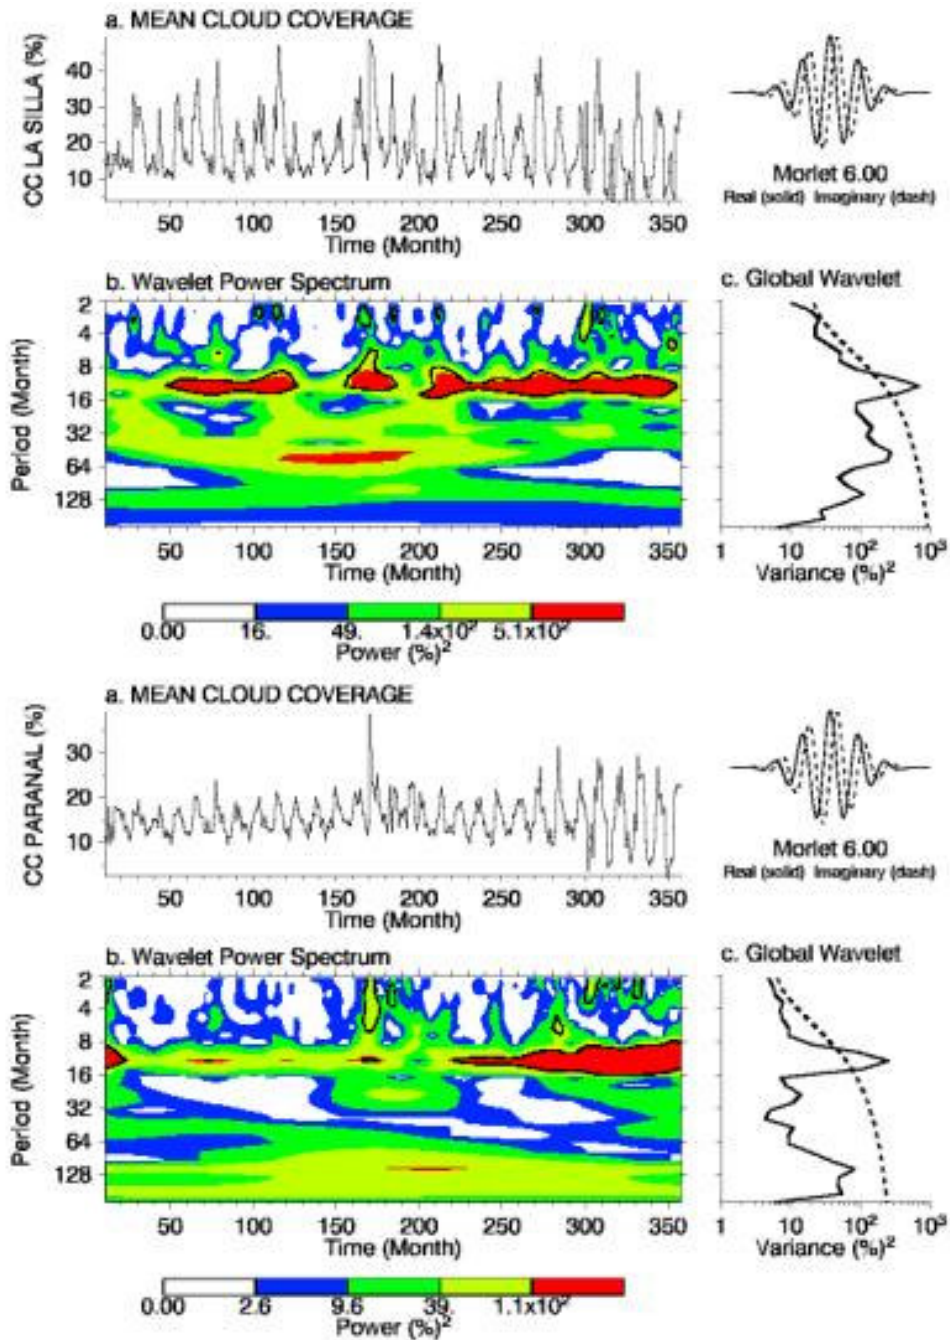 a. MEAN CLOUD COVERAGE
CC LA SILLA (%)
40
30
20
10
50 100 150 200 250 300 350
Time (Month)
Morlet 6.00
Real (solid) Imaginary (dash)
b. Wavelet Power Spectrum
Period (Month)
2
4
8
16
32
64
128
50 100 150 200 250 300 350
Time (Month)
c. Global Wavelet
1 10 10² 10³
Variance (%)²
0.00 16. 49. 1.4x10² 5.1x10²
Power (%)²
a. MEAN CLOUD COVERAGE
CC PARANAL (%)
30
20
10
50 100 150 200 250 300 350
Time (Month)
Morlet 6.00
Real (solid) Imaginary (dash)
b. Wavelet Power Spectrum
Period (Month)
2
4
8
16
32
64
128
50 100 150 200 250 300 350
Time (Month)
c. Global Wavelet
1 10 10² 10³
Variance (%)²
0.00 2.6 9.6 39. 1.1x10²
Power (%)²